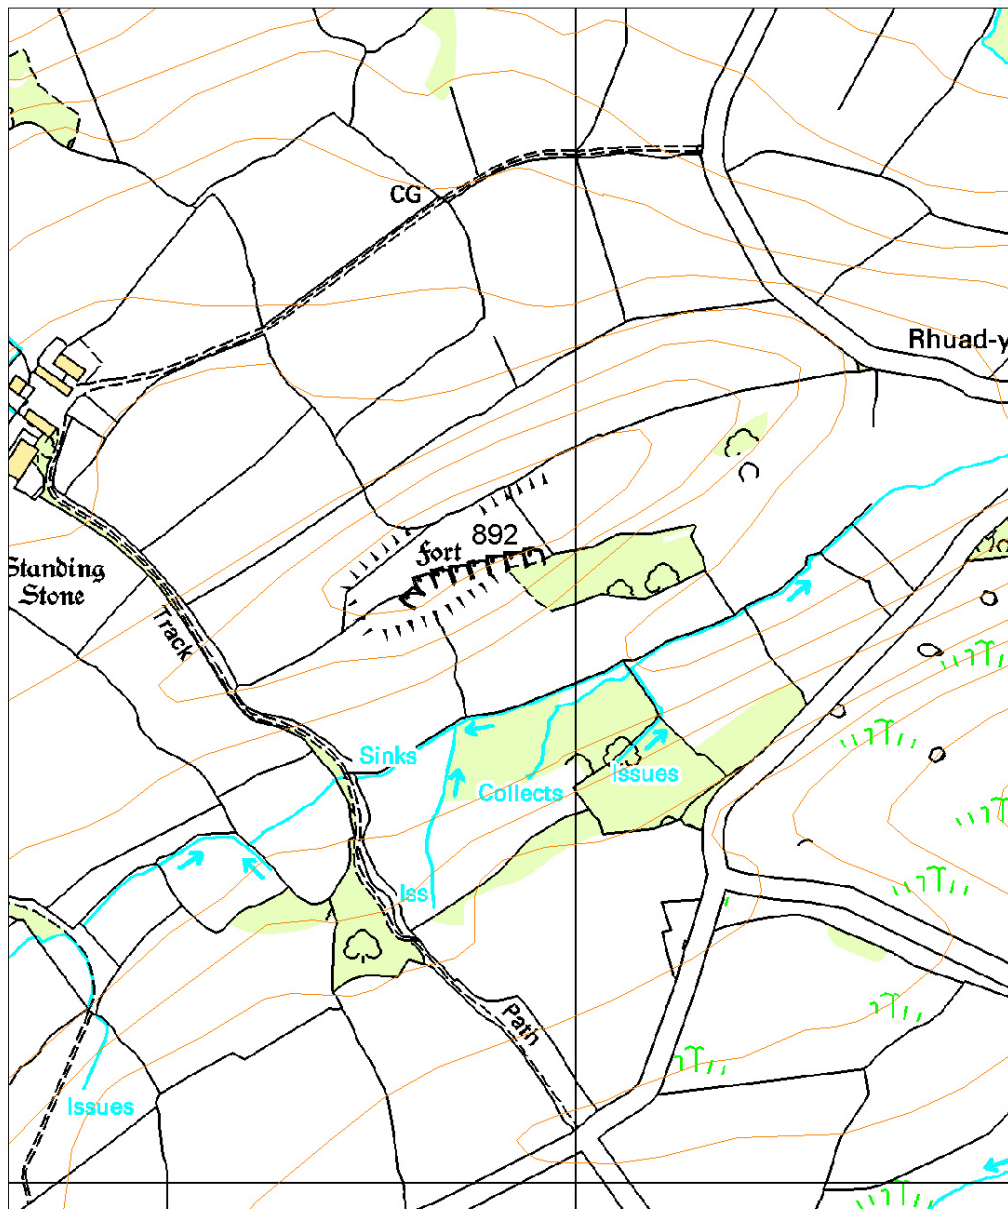 CG
Rhuad-y
892
Fort
Standing
Stone
Track
Sinks
Issues
Collects
Iss
Path
Issues